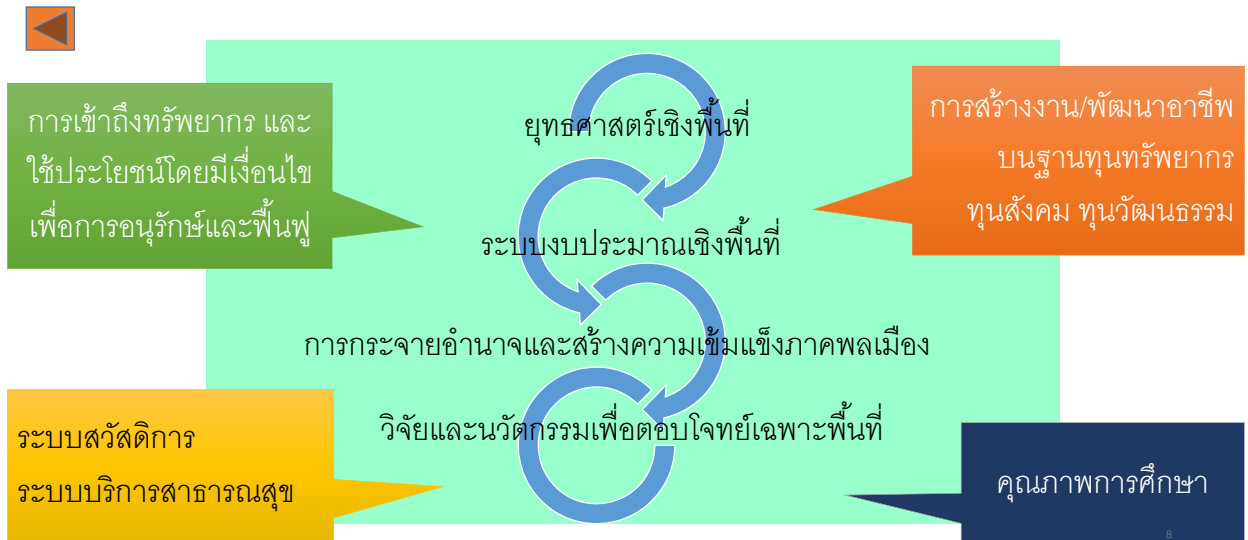 การเข้าถึงทรัพยากร และ
ใช้ประโยชน์โดยมีเงื่อนไข
เพื่อการอนุรักษ์และฟื้นฟู
ยุทธศาสตร์เชิงพื้นที่
ระบบงบประมาณเชิงพื้นที่
การกระจายอำนาจและสร้างความเข้มแข็งภาคพลเมือง
วิจัยและนวัตกรรมเพื่อตอบโจทย์เฉพาะพื้นที่
การสร้างงาน/พัฒนาอาชีพ
บนฐานทุนทรัพยากร
ทุนสังคม ทุนวัฒนธรรม
ระบบสวัสดิการ
ระบบบริการสาธารณสุข
คุณภาพการศึกษา
8